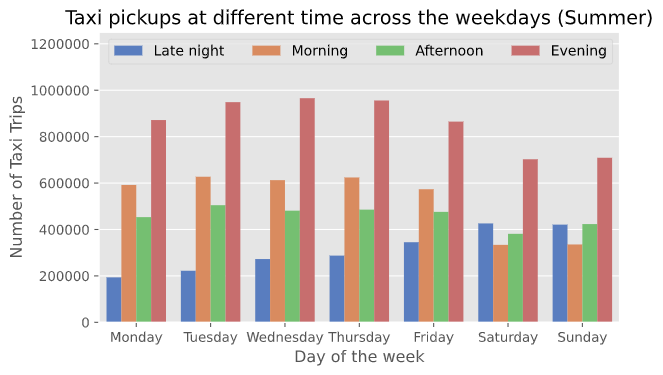 Taxi pickups at different time across the weekdays (Summer)
Late night Morning Afternoon Evening
1200000
1000000
800000
600000
400000
200000
0
Number of Taxi Trips
Monday Tuesday Wednesday Thursday Friday Saturday Sunday
Day of the week